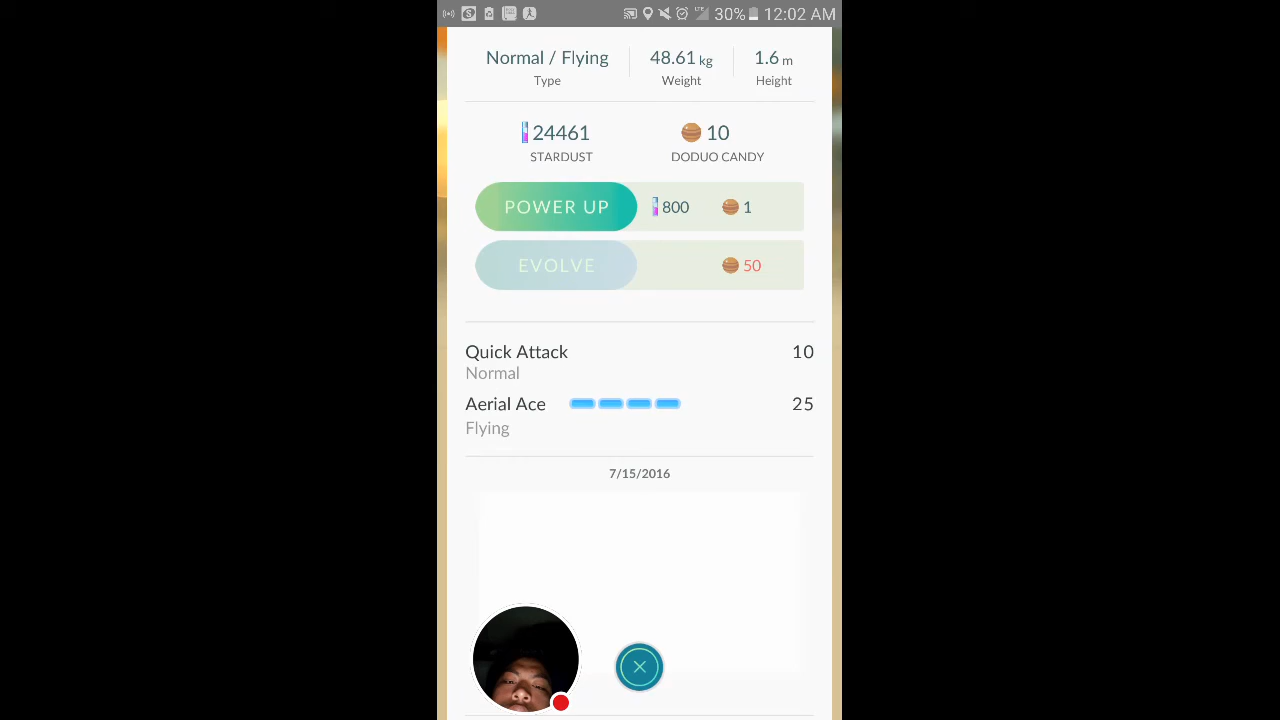 LTE 30% 12:02 AM
Normal / Flying 48.61 kg 1.6 m
Type Weight Height
24461 10
STARDUST DODUO CANDY
POWER UP 800 1
EVOLVE 50
Quick Attack 10
Normal
Aerial Ace 25
Flying
7/15/2016